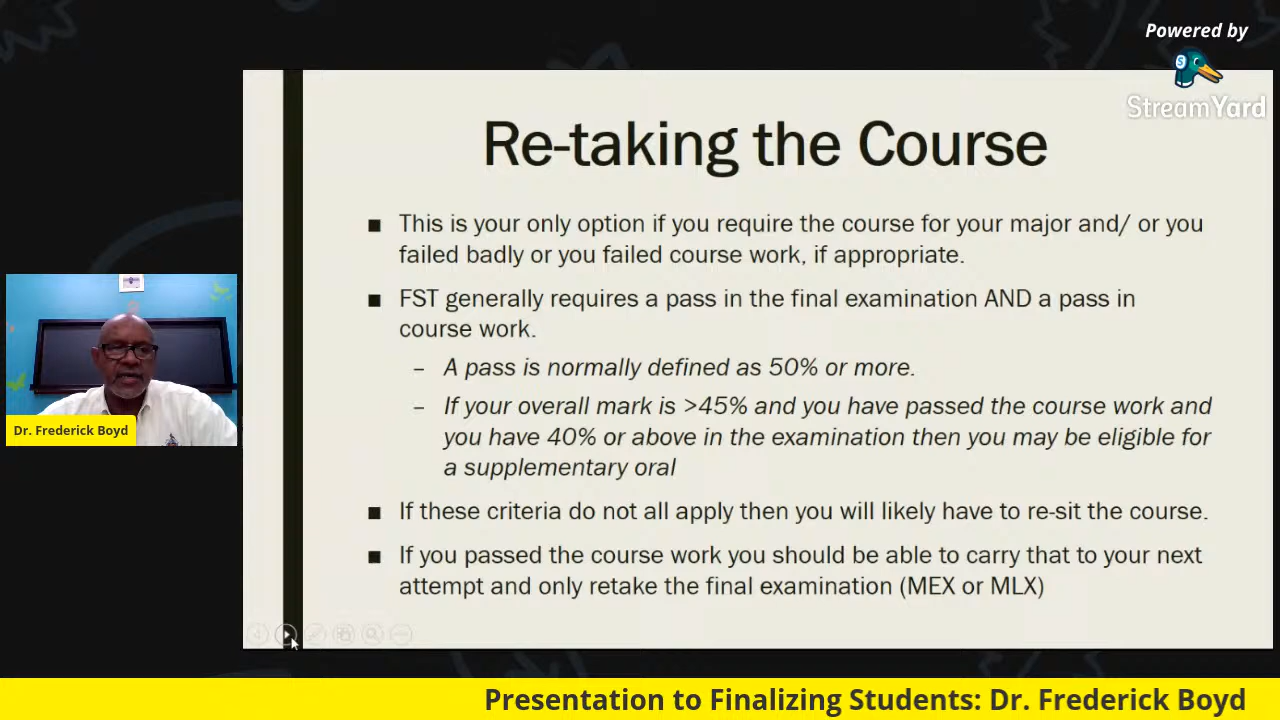 Powered by
StreamYard
Re-taking the Course
■ This is your only option if you require the course for your major and/ or you
failed badly or you failed course work, if appropriate.
■ FST generally requires a pass in the final examination AND a pass in
course work.
– A pass is normally defined as 50% or more.
– If your overall mark is >45% and you have passed the course work and
you have 40% or above in the examination then you may be eligible for
a supplementary oral
■ If these criteria do not all apply then you will likely have to re-sit the course.
■ If you passed the course work you should be able to carry that to your next
attempt and only retake the final examination (MEX or MLX)
Dr. Frederick Boyd
Presentation to Finalizing Students: Dr. Frederick Boyd